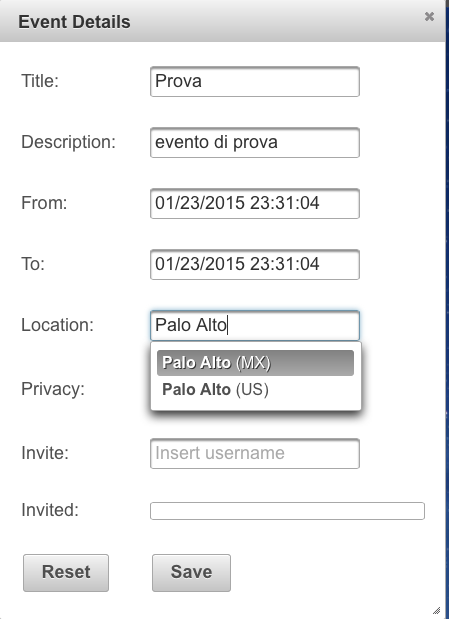 Event Details
Title: Prova
Description: evento di prova
From: 01/23/2015 23:31:04
To: 01/23/2015 23:31:04
Location: Palo Alto
Palo Alto (MX)
Palo Alto (US)
Privacy:
Invite: Insert username
Invited:
Reset Save